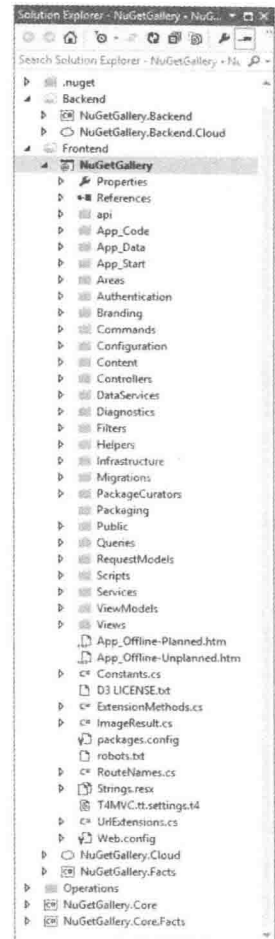 Solution Explorer - NuGetGallery - NuG...
Search Solution Explorer - NuGetGallery - Nu
.nuget
Backend
C# NuGetGallery.Backend
NuGetGallery.Backend.Cloud
Frontend
NuGetGallery
Properties
References
api
App_Code
App_Data
App_Start
Areas
Authentication
Branding
Commands
Configuration
Content
Controllers
DataServices
Diagnostics
Filters
Helpers
Infrastructure
Migrations
PackageCurators
Packaging
Public
Queries
RequestModels
Scripts
Services
ViewModels
Views
App_Offline-Planned.htm
App_Offline-Unplanned.htm
C# Constants.cs
D3 LICENSE.txt
C# ExtensionMethods.cs
C# ImageResult.cs
packages.config
robots.txt
C# RouteNames.cs
Strings.resx
T4MVC.tt.settings.t4
C# UrlExtensions.cs
Web.config
NuGetGallery.Cloud
C# NuGetGallery.Facts
Operations
C# NuGetGallery.Core
C# NuGetGallery.Core.Facts